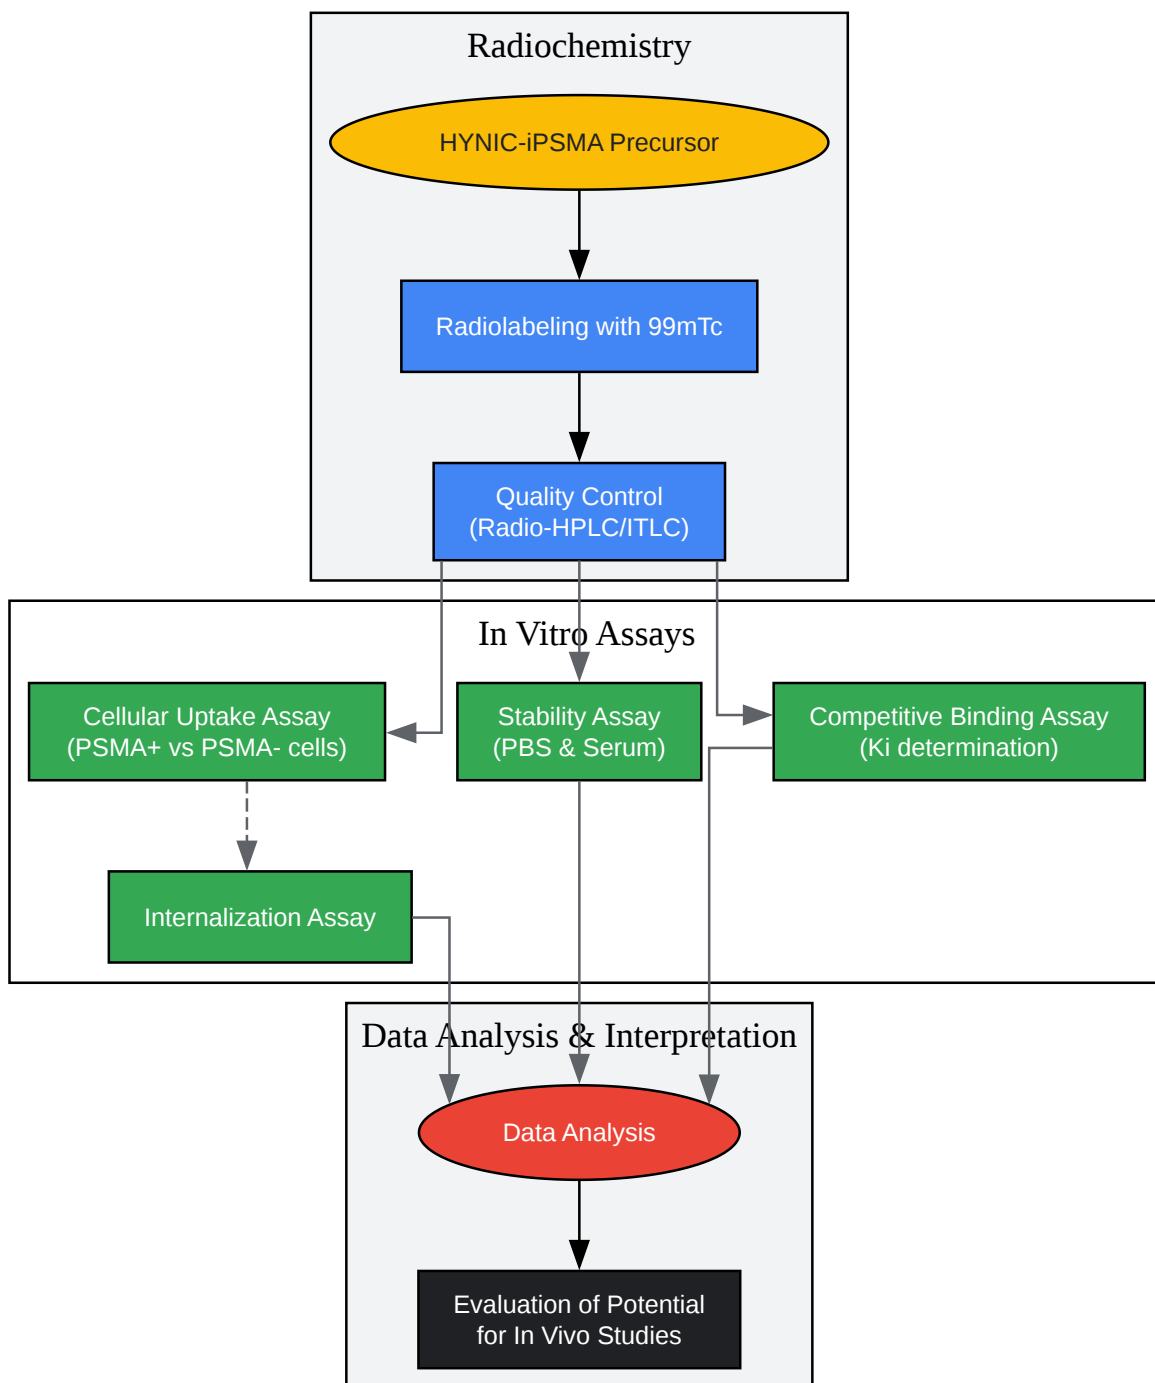 Radiochemistry
HYNIC-iPSMA Precursor
Radiolabeling with 99mTc
Quality Control
(Radio-HPLC/ITLC)
In Vitro Assays
Cellular Uptake Assay
(PSMA+ vs PSMA- cells)
Stability Assay
(PBS & Serum)
Competitive Binding Assay
(Ki determination)
Internalization Assay
Data Analysis & Interpretation
Data Analysis
Evaluation of Potential
for In Vivo Studies